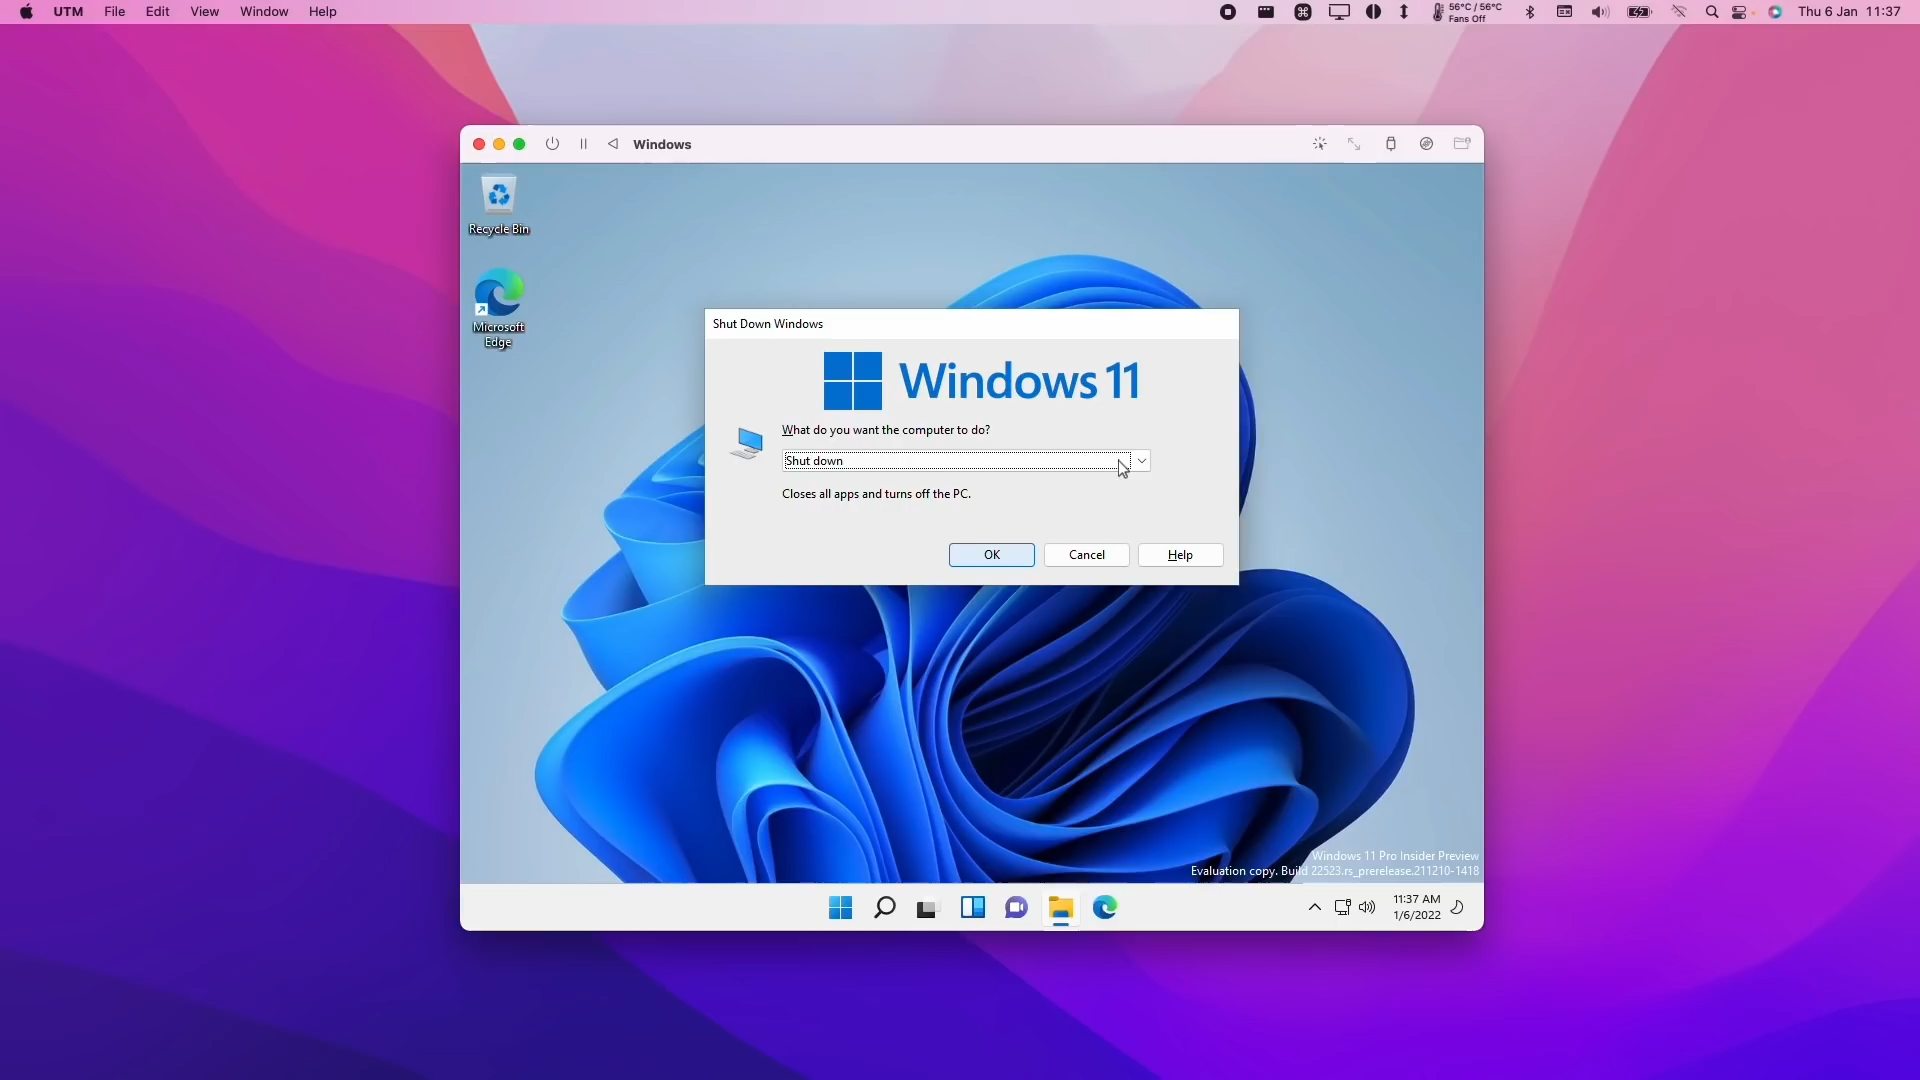 UTM File Edit View Window Help
56°C / 56°C
Fans Off
Thu 6 Jan 11:37
Windows
Recycle Bin
Microsoft
Edge
Shut Down Windows
Windows 11
What do you want the computer to do?
Shut down
Closes all apps and turns off the PC.
OK Cancel Help
Windows 11 Pro Insider Preview
Evaluation copy. Build 22523.rs_prerelease.211210-1418
11:37 AM
1/6/2022